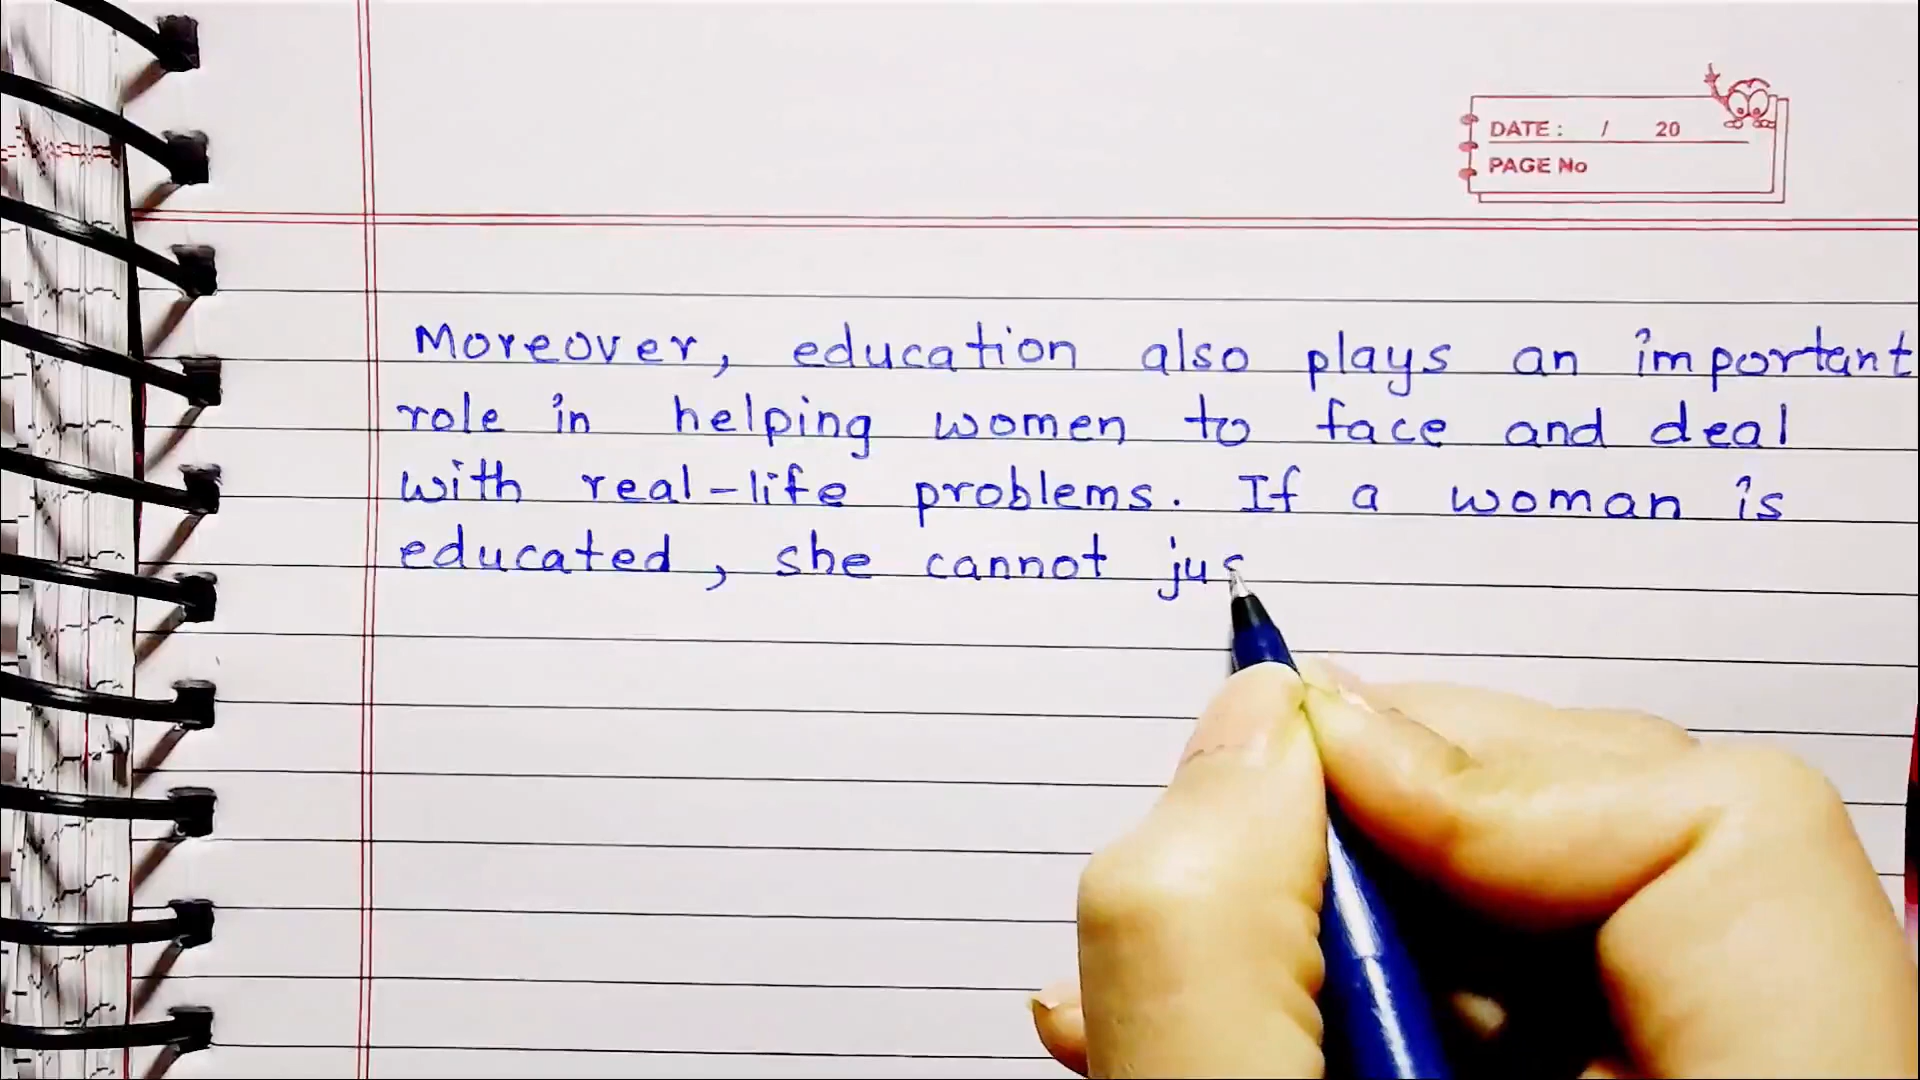 DATE: / 20
PAGE No
Moreover, education also plays an important
role in helping women to face and deal
with real-life problems. If a woman is
educated, she cannot jus